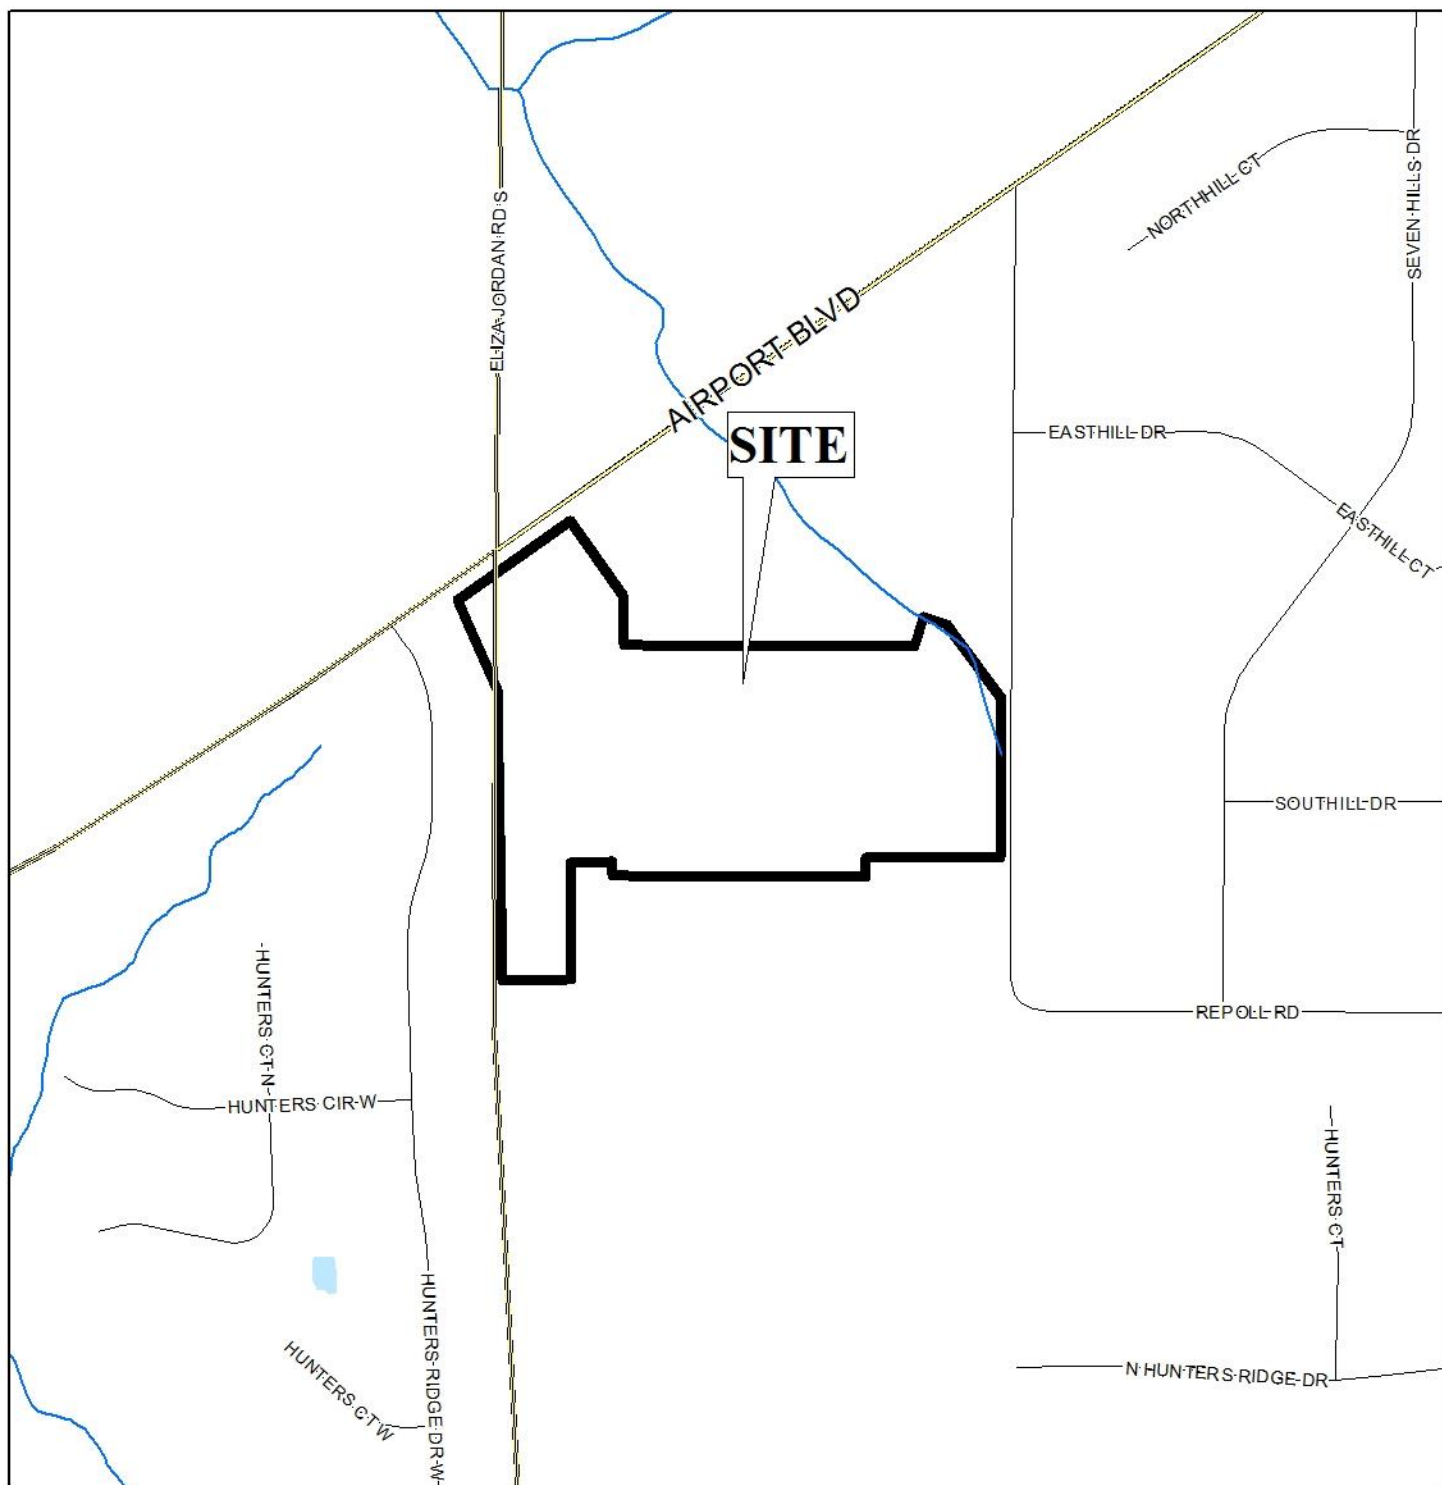 NORTHHILL CT
SEVEN HILLS DR
ELIZA JORDAN RD S
AIRPORT BLVD
SITE
EASTHILL DR
EASTHILL CT
SOUTHILL DR
HUNTERS CT N
REPOLL RD
HUNTERS CIR W
HUNTERS CT
HUNTERS RIDGE DR W
HUNTERS CT W
N HUNTERS RIDGE DR